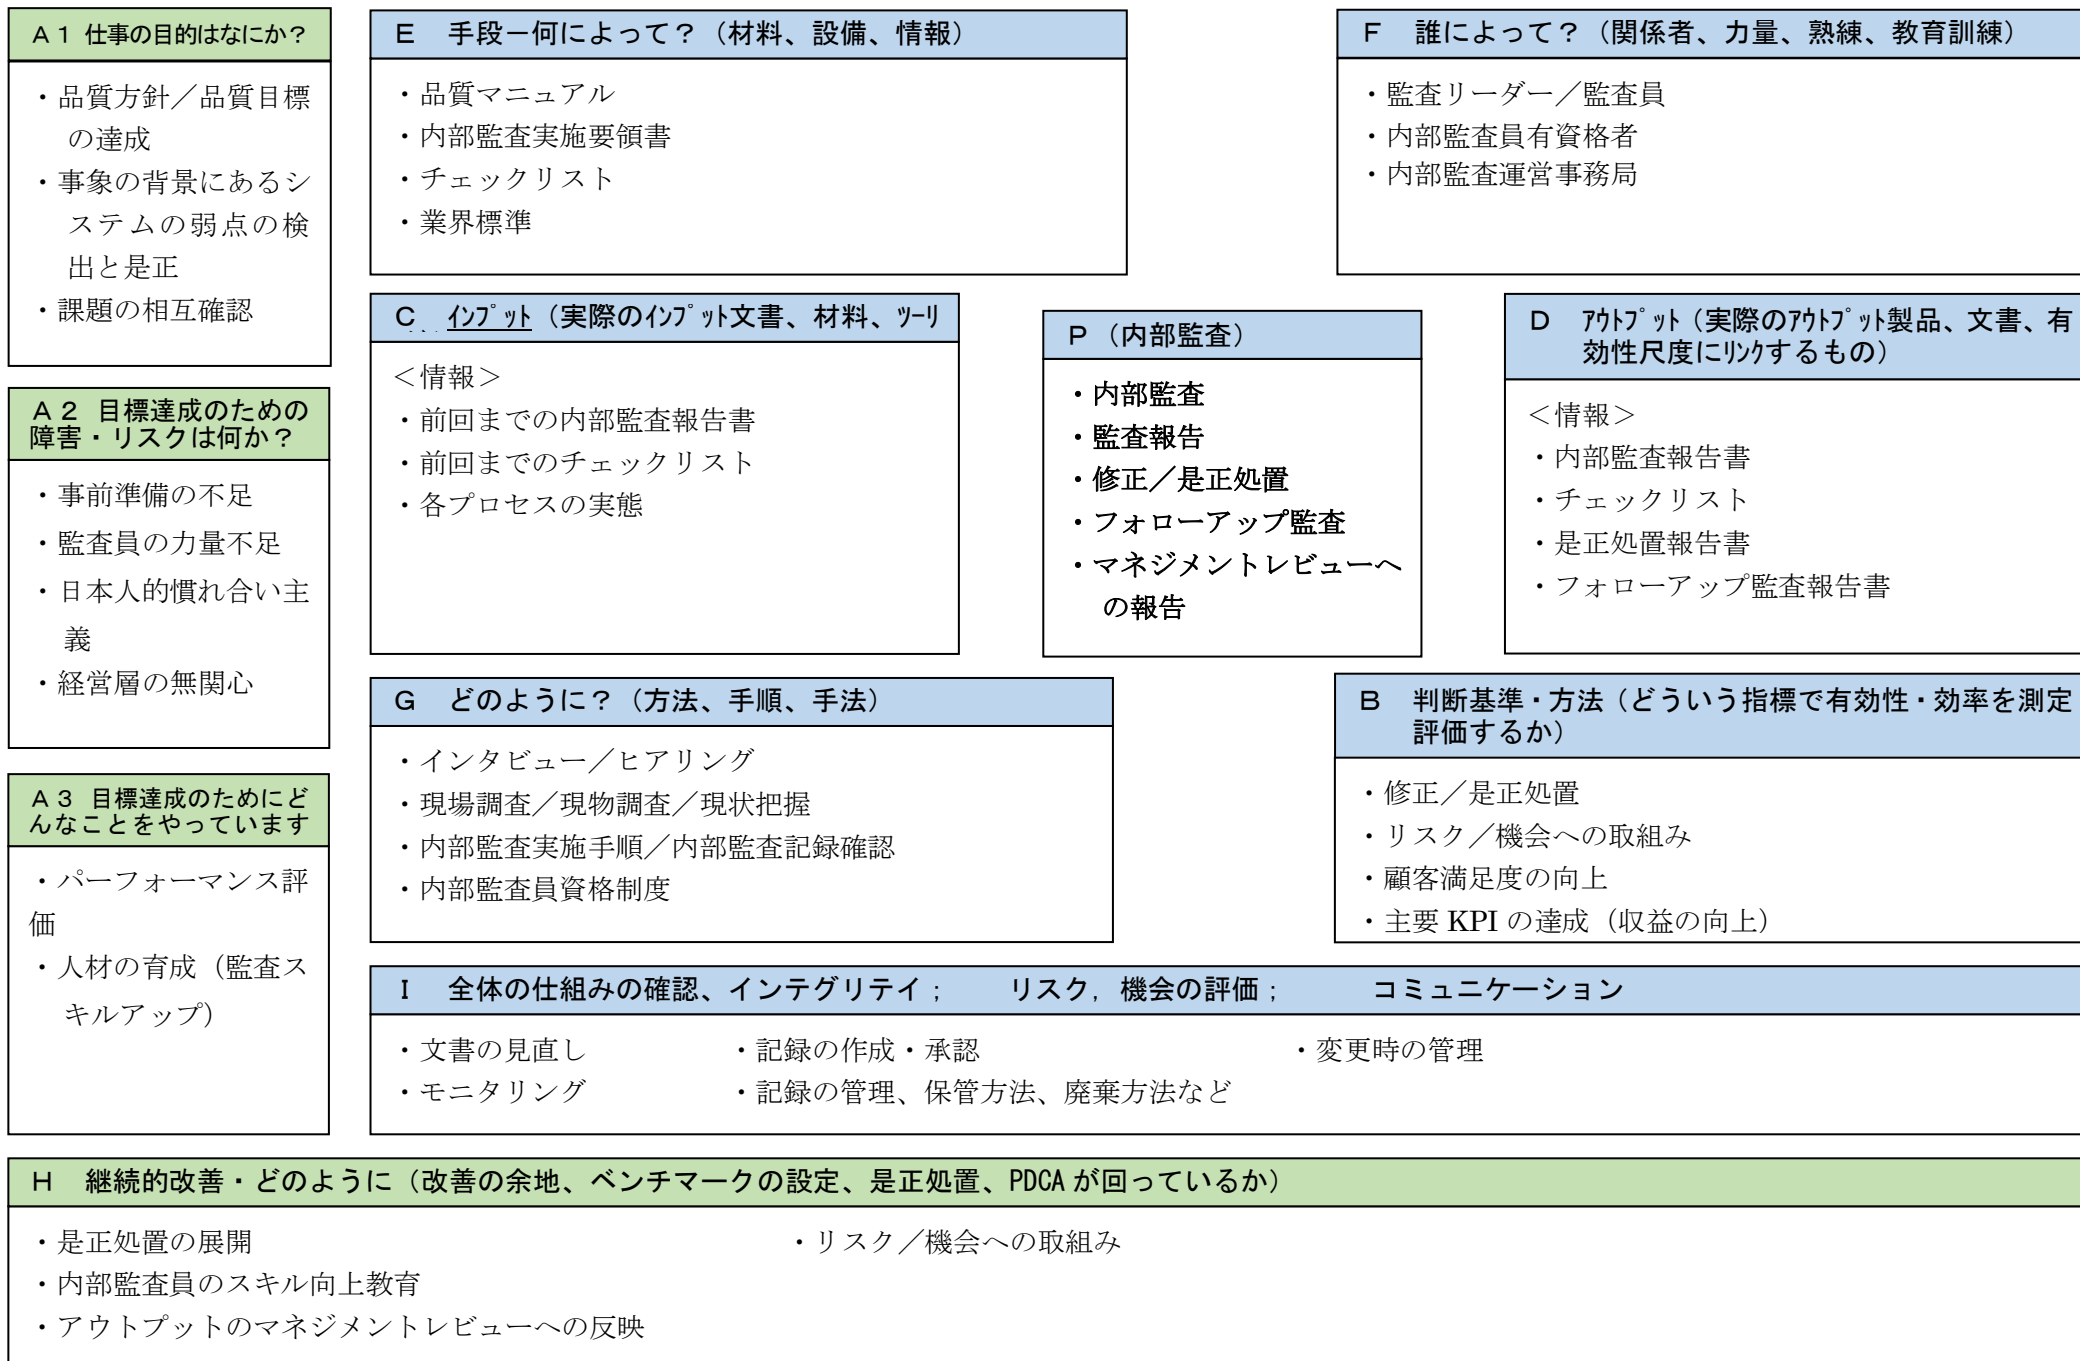 A1 仕事の目的はなにか？
・品質方針／品質目標
の達成
・事象の背景にあるシ
ステムの弱点の検
出と是正
・課題の相互確認
A2 目標達成のための
障害・リスクは何か？
・事前準備の不足
・監査員の力量不足
・日本人的慣れ合い主
義
・経営層の無関心
A3 目標達成のためにど
んなことをやっています
・パーフォーマンス評
価
・人材の育成（監査ス
キルアップ）
E 手段－何によって？（材料、設備、情報）
・品質マニュアル
・内部監査実施要領書
・チェックリスト
・業界標準
F 誰によって？（関係者、力量、熟練、教育訓練）
・監査リーダー／監査員
・内部監査員有資格者
・内部監査運営事務局
C ｲﾝﾌﾟｯﾄ（実際のｲﾝﾌﾟｯﾄ文書、材料、ﾂｰﾘ
＜情報＞
・前回までの内部監査報告書
・前回までのチェックリスト
・各プロセスの実態
P（内部監査）
・内部監査
・監査報告
・修正／是正処置
・フォローアップ監査
・マネジメントレビューへ
の報告
D ｱｳﾄﾌﾟｯﾄ（実際のｱｳﾄﾌﾟｯﾄ製品、文書、有
効性尺度にﾘﾝｸするもの）
＜情報＞
・内部監査報告書
・チェックリスト
・是正処置報告書
・フォローアップ監査報告書
G どのように？（方法、手順、手法）
・インタビュー／ヒアリング
・現場調査／現物調査／現状把握
・内部監査実施手順／内部監査記録確認
・内部監査員資格制度
B 判断基準・方法（どういう指標で有効性・効率を測定
評価するか）
・修正／是正処置
・リスク／機会への取組み
・顧客満足度の向上
・主要 KPI の達成（収益の向上）
I 全体の仕組みの確認、インテグリテイ； リスク，機会の評価； コミュニケーション
・文書の見直し ・記録の作成・承認 ・変更時の管理
・モニタリング ・記録の管理、保管方法、廃棄方法など
H 継続的改善・どのように（改善の余地、ベンチマークの設定、是正処置、PDCA が回っているか）
・是正処置の展開 ・リスク／機会への取組み
・内部監査員のスキル向上教育
・アウトプットのマネジメントレビューへの反映